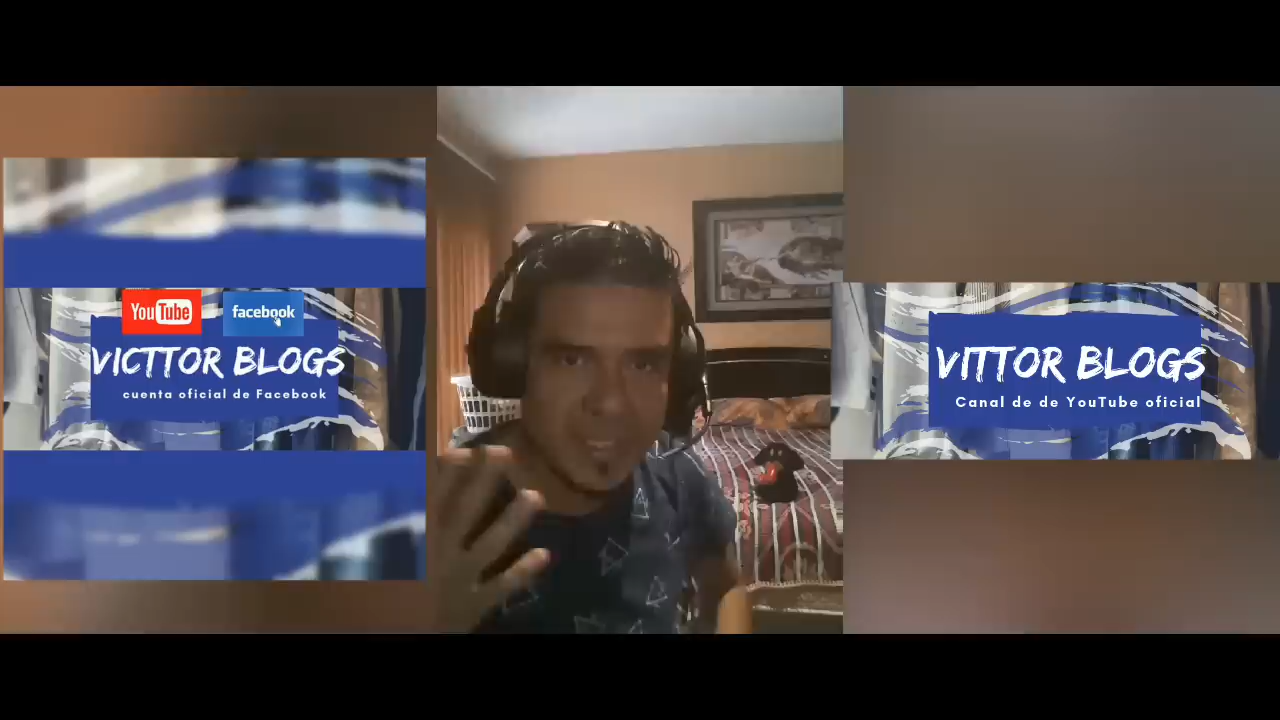 YouTube
facebook
VICTTOR BLOGS
cuenta oficial de Facebook
VITTOR BLOGS
Canal de de YouTube oficial